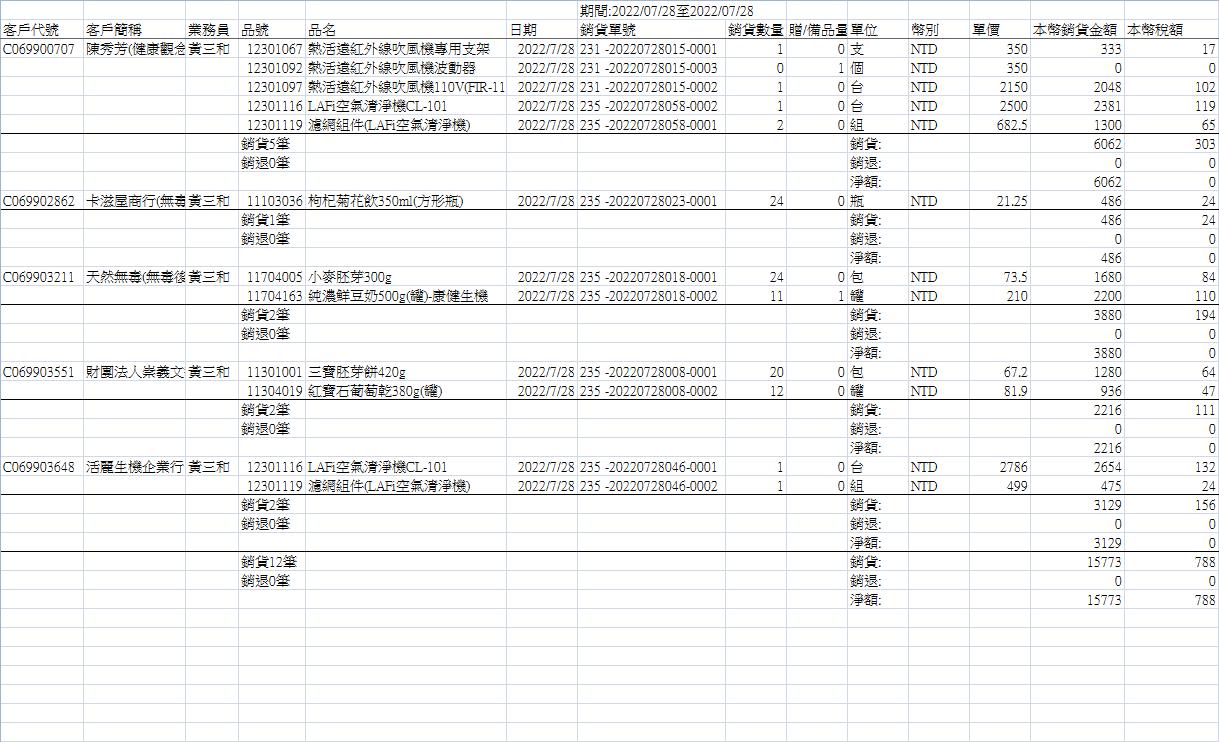 期間:2022/07/28至2022/07/28
客戶代號 客戶簡稱 業務員 品號 品名 日期 銷貨單號 銷貨數量 贈/備品量 單位 幣別 單價 本幣銷貨金額 本幣稅額
C069900707 陳秀芳(健康觀念 黃三和 12301067 熱活遠紅外線吹風機專用支架 2022/7/28 231 -20220728015-0001 1 0 支 NTD 350 333 17
12301092 熱活遠紅外線吹風機波動器 2022/7/28 231 -20220728015-0003 0 1 個 NTD 350 0 0
12301097 熱活遠紅外線吹風機110V(FIR-11 2022/7/28 231 -20220728015-0002 1 0 台 NTD 2150 2048 102
12301116 LAFi空氣清淨機CL-101 2022/7/28 235 -20220728058-0002 1 0 台 NTD 2500 2381 119
12301119 濾網組件(LAFi空氣清淨機) 2022/7/28 235 -20220728058-0001 2 0 組 NTD 682.5 1300 65
銷貨5筆 銷貨: 6062 303
銷退0筆 銷退: 0 0
淨額: 6062 0
C069902862 卡滋屋商行(無毒 黃三和 11103036 枸杞菊花飲350ml(方形瓶) 2022/7/28 235 -20220728023-0001 24 0 瓶 NTD 21.25 486 24
銷貨1筆 銷貨: 486 24
銷退0筆 銷退: 0 0
淨額: 486 0
C069903211 天然無毒(無毒後 黃三和 11704005 小麥胚芽300g 2022/7/28 235 -20220728018-0001 24 0 包 NTD 73.5 1680 84
11704163 純濃鮮豆奶500g(罐)-康健生機 2022/7/28 235 -20220728018-0002 11 1 罐 NTD 210 2200 110
銷貨2筆 銷貨: 3880 194
銷退0筆 銷退: 0 0
淨額: 3880 0
C069903551 財團法人崇義文 黃三和 11301001 三寶胚芽餅420g 2022/7/28 235 -20220728008-0001 20 0 包 NTD 67.2 1280 64
11304019 紅寶石葡萄乾380g(罐) 2022/7/28 235 -20220728008-0002 12 0 罐 NTD 81.9 936 47
銷貨2筆 銷貨: 2216 111
銷退0筆 銷退: 0 0
淨額: 2216 0
C069903648 活麗生機企業行 黃三和 12301116 LAFi空氣清淨機CL-101 2022/7/28 235 -20220728046-0001 1 0 台 NTD 2786 2654 132
12301119 濾網組件(LAFi空氣清淨機) 2022/7/28 235 -20220728046-0002 1 0 組 NTD 499 475 24
銷貨2筆 銷貨: 3129 156
銷退0筆 銷退: 0 0
淨額: 3129 0
銷貨12筆 銷貨: 15773 788
銷退0筆 銷退: 0 0
淨額: 15773 788